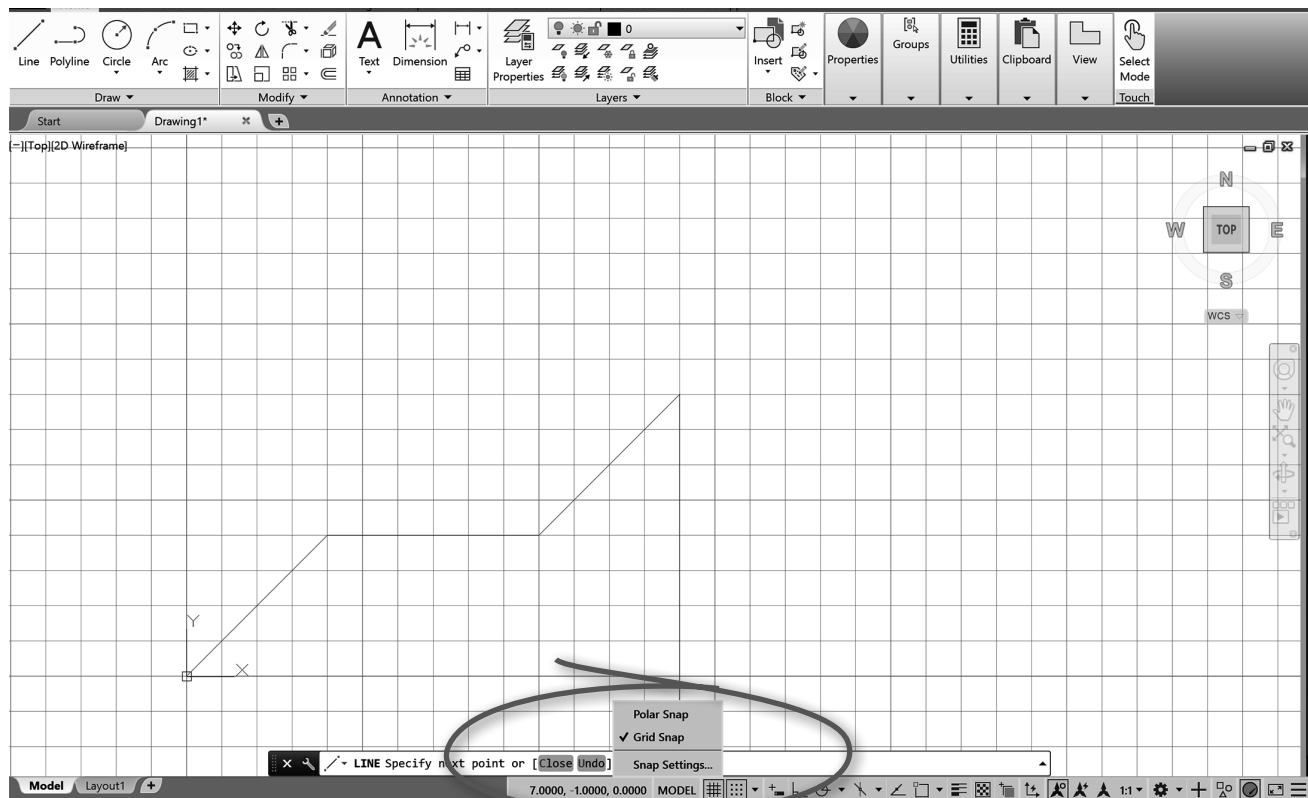 Line Polyline Circle Arc
Text Dimension
Layer Properties
0
Insert
Properties
Groups
Utilities
Clipboard
View
Select Mode
Draw Modify Annotation Layers Block Touch
Start Drawing1* +
[−][Top][2D Wireframe]
N
W TOP E
S
WCS
Y
X
Polar Snap
✓ Grid Snap
Snap Settings...
LINE Specify next point or [Close Undo]
Model Layout1 +
7.0000, -1.0000, 0.0000 MODEL 1:1